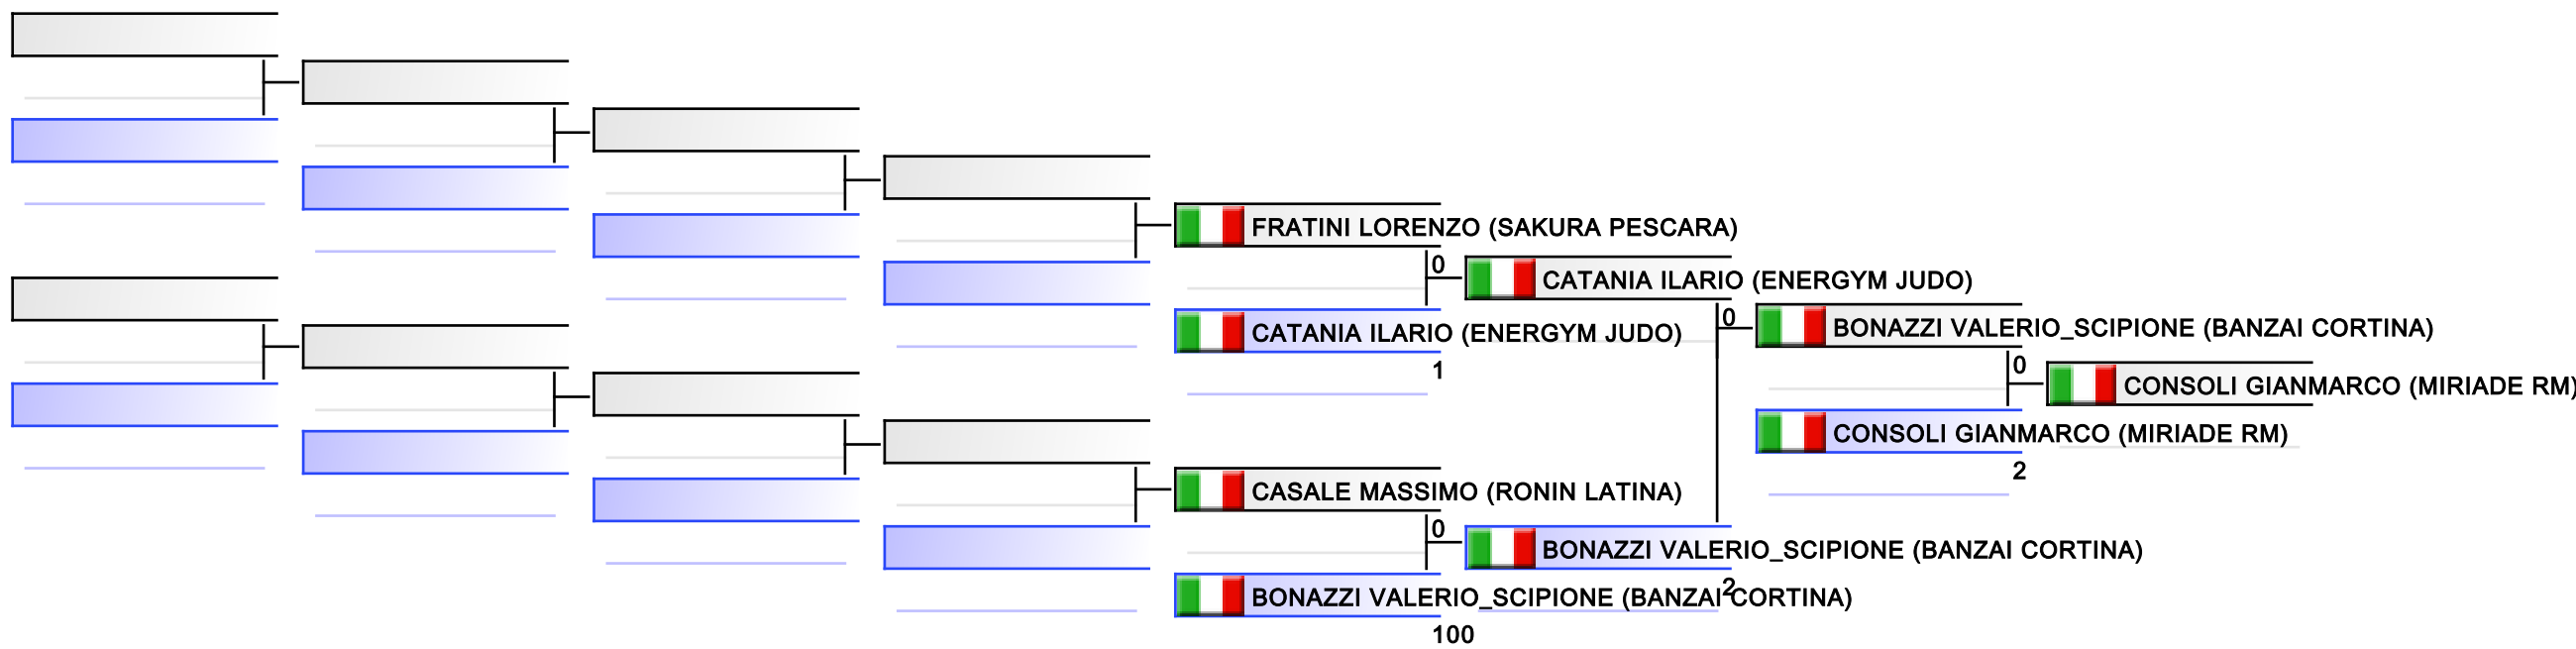 FRATINI LORENZO (SAKURA PESCARA)
0
CATANIA ILARIO (ENERGYM JUDO)
CATANIA ILARIO (ENERGYM JUDO)
1
0
BONAZZI VALERIO_SCIPIONE (BANZAI CORTINA)
0
CONSOLI GIANMARCO (MIRIADE RM)
CONSOLI GIANMARCO (MIRIADE RM)
2
CASALE MASSIMO (RONIN LATINA)
0
BONAZZI VALERIO_SCIPIONE (BANZAI CORTINA)
2
BONAZZI VALERIO_SCIPIONE (BANZAI CORTINA)
100